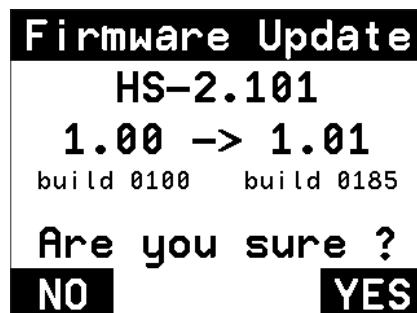 Firmware Update
HS-2.101
1.00 -> 1.01
build 0100 build 0185
Are you sure ?
NO YES